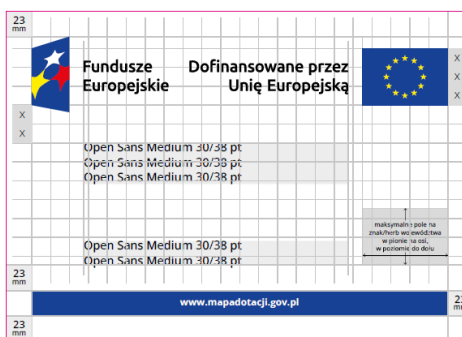 23
mm
Fundusze
Europejskie
Dofinansowane przez
Unię Europejską
X
X
X
X
X
Open Sans Medium 30/38 pt
Open Sans Medium 30/38 pt
Open Sans Medium 30/38 pt
maksymalne pole na
znak/herb województwa
w pionie na osi,
w poziomie do dołu
Open Sans Medium 30/38 pt
Open Sans Medium 30/38 pt
23
mm
www.mapadotacji.gov.pl
23
mm
23
mm